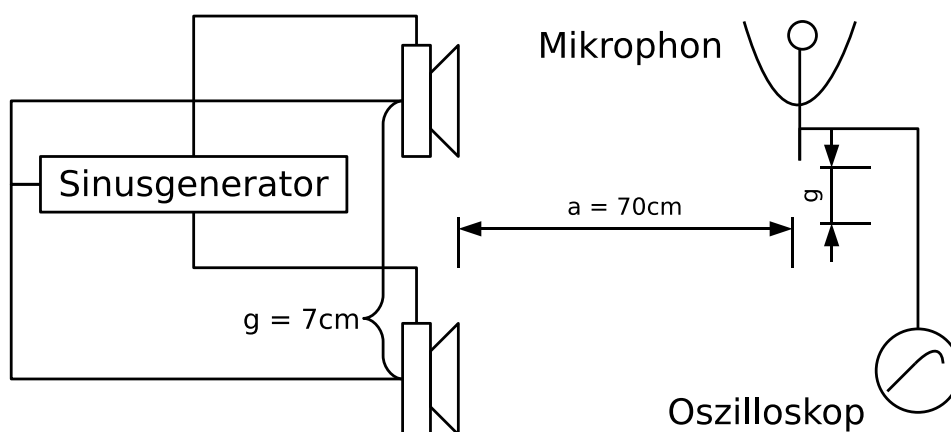 Mikrophon
Sinusgenerator
a = 70cm
g
g = 7cm
Oszilloskop